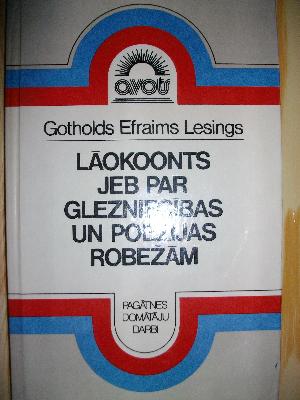 avots
Gotholds Efraims Lesings
LĀOKOONTS
JEB PAR
GLEZNIECĪBAS
UN POĒZIJAS
ROBEŽĀM
PAGĀTNES
DOMĀTĀJU
DARBI